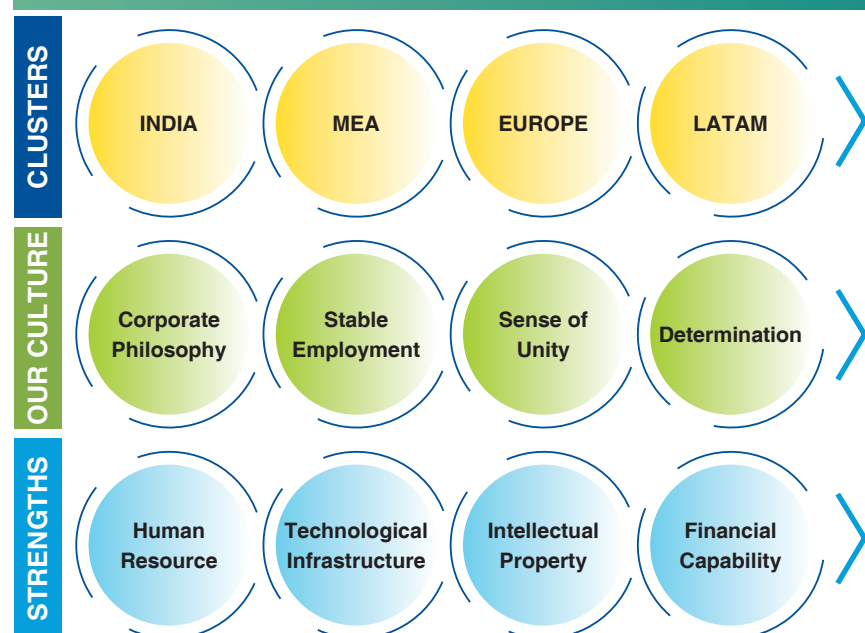 CLUSTERS
INDIA
MEA
EUROPE
LATAM
OUR CULTURE
Corporate
Philosophy
Stable
Employment
Sense of
Unity
Determination
STRENGTHS
Human
Resource
Technological
Infrastructure
Intellectual
Property
Financial
Capability